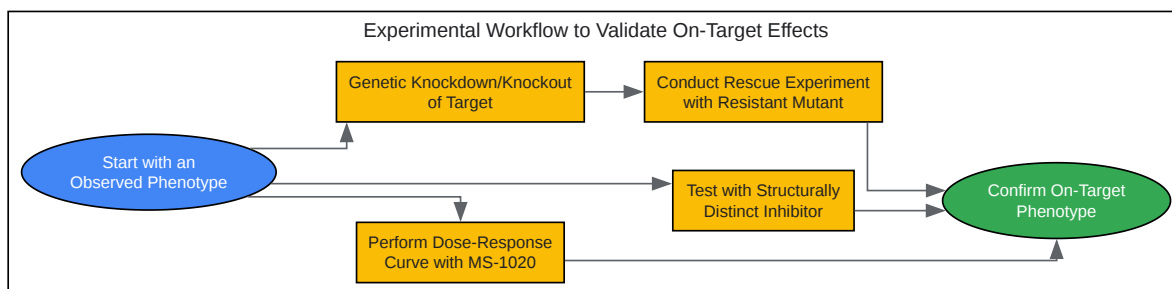 Experimental Workflow to Validate On-Target Effects
Genetic Knockdown/Knockout
of Target
Conduct Rescue Experiment
with Resistant Mutant
Start with an
Observed Phenotype
Test with Structurally
Distinct Inhibitor
Confirm On-Target
Phenotype
Perform Dose-Response
Curve with MS-1020